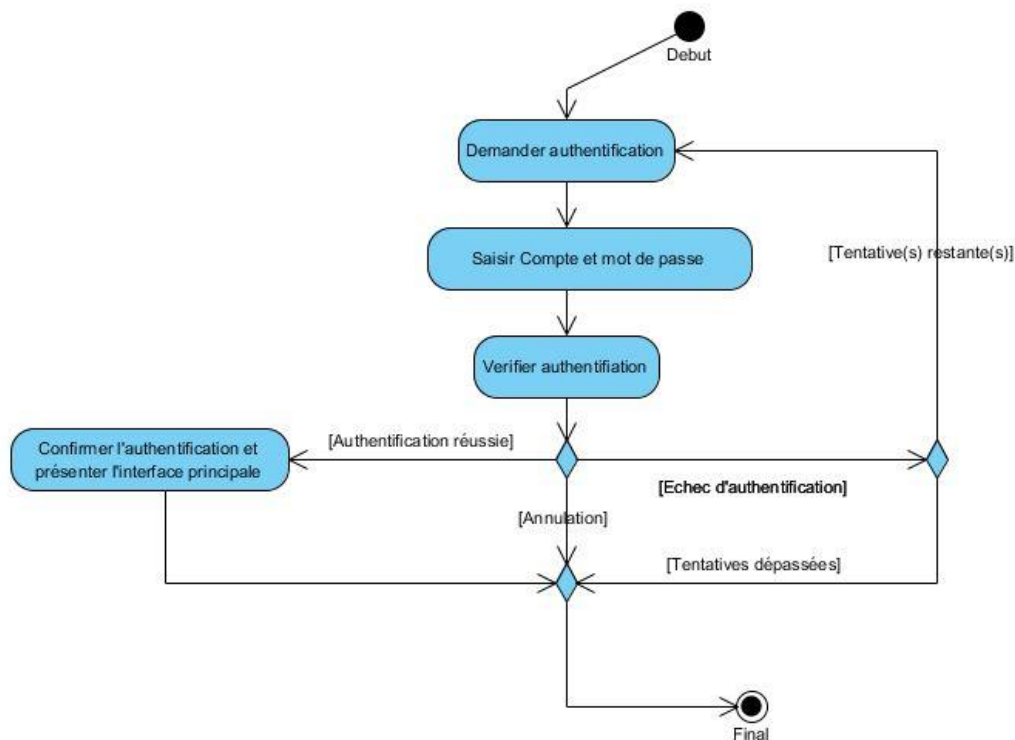 Debut
Demander authentification
Saisir Compte et mot de passe
[Tentative(s) restante(s)]
Verifier authentifiation
[Authentification réussie]
Confirmer l'authentification et
présenter l'interface principale
[Echec d'authentification]
[Annulation]
[Tentatives dépassées]
Final